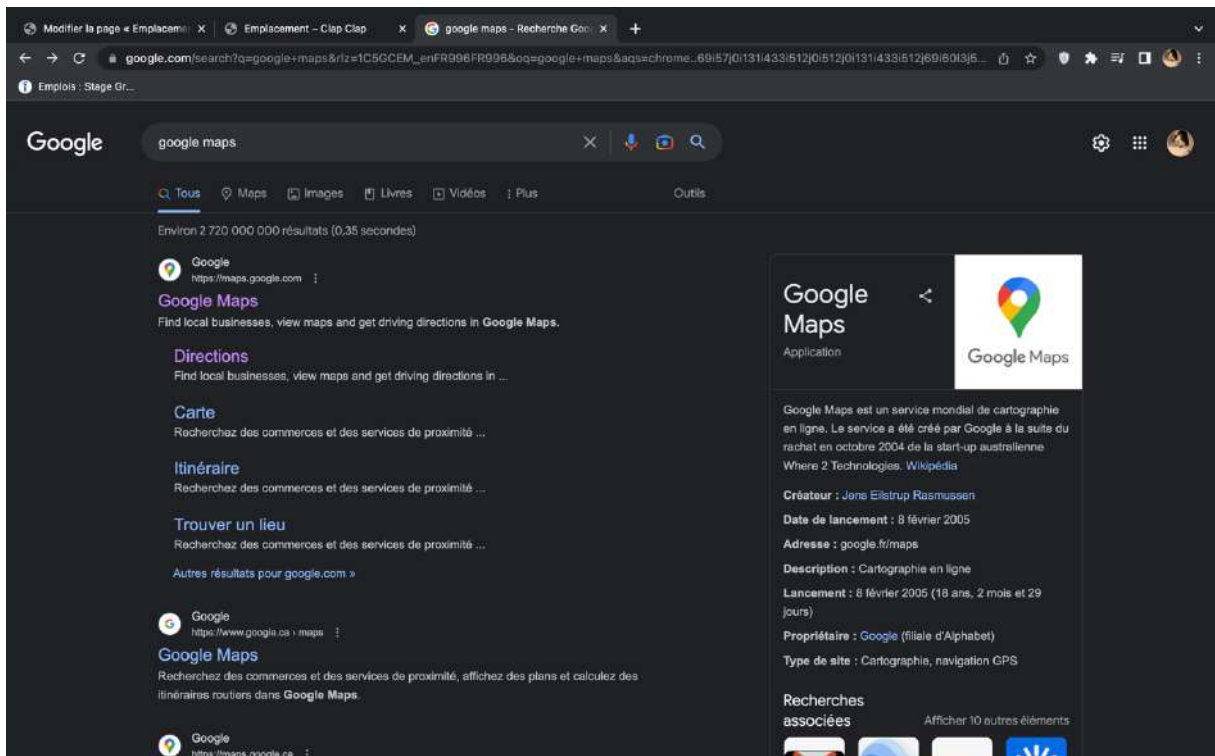 Modifier la page « Emplaceme
Emplacement – Clap Clap
google maps - Recherche Goo
google.com/search?q=google+maps&rlz=1C5GCEM_enFR996FR996&oq=google+maps&aqs=chrome..69i57j0i131i433i512j0i512j0i131i433i512j69i60l3j5...
Emplois : Stage Gr...
Google
google maps
Tous
Maps
Images
Livres
Vidéos
Plus
Outils
Environ 2 720 000 000 résultats (0,35 secondes)
Google
https://maps.google.com
Google Maps
Find local businesses, view maps and get driving directions in Google Maps.
Directions
Find local businesses, view maps and get driving directions in ...
Carte
Recherchez des commerces et des services de proximité ...
Itinéraire
Recherchez des commerces et des services de proximité ...
Trouver un lieu
Recherchez des commerces et des services de proximité ...
Autres résultats pour google.com »
Google
https://www.google.ca › maps
Google Maps
Recherchez des commerces et des services de proximité, affichez des plans et calculez des
itinéraires routiers dans Google Maps.
Google
https://maps.google.ca
Google
Maps
Application
Google Maps
Google Maps est un service mondial de cartographie
en ligne. Le service a été créé par Google à la suite du
rachat en octobre 2004 de la start-up australienne
Where 2 Technologies. Wikipédia
Créateur : Jens Eilstrup Rasmussen
Date de lancement : 8 février 2005
Adresse : google.fr/maps
Description : Cartographie en ligne
Lancement : 8 février 2005 (18 ans, 2 mois et 29
jours)
Propriétaire : Google (filiale d'Alphabet)
Type de site : Cartographie, navigation GPS
Recherches
associées
Afficher 10 autres éléments